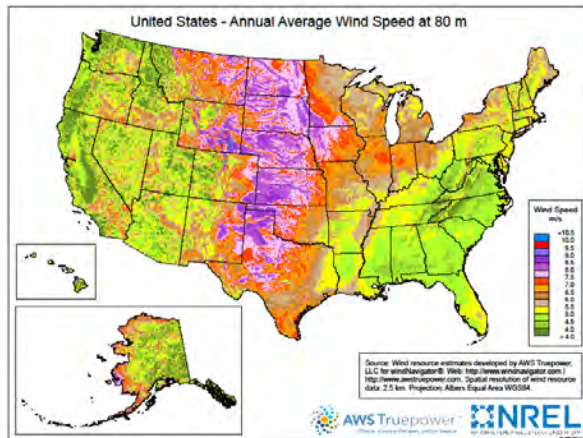 United States - Annual Average Wind Speed at 80 m
Wind Speed
m/s
>10.5
10.0
9.5
9.0
8.5
8.0
7.5
7.0
6.5
6.0
5.5
5.0
4.5
4.0
< 4.0
Source: Wind resource estimates developed by AWS Truepower,
LLC for windNavigator®. Web: http://www.windnavigator.com |
http://www.awstruepower.com. Spatial resolution of wind resource
data: 2.5 km. Projection: Albers Equal Area WGS84.
AWS Truepower
NREL